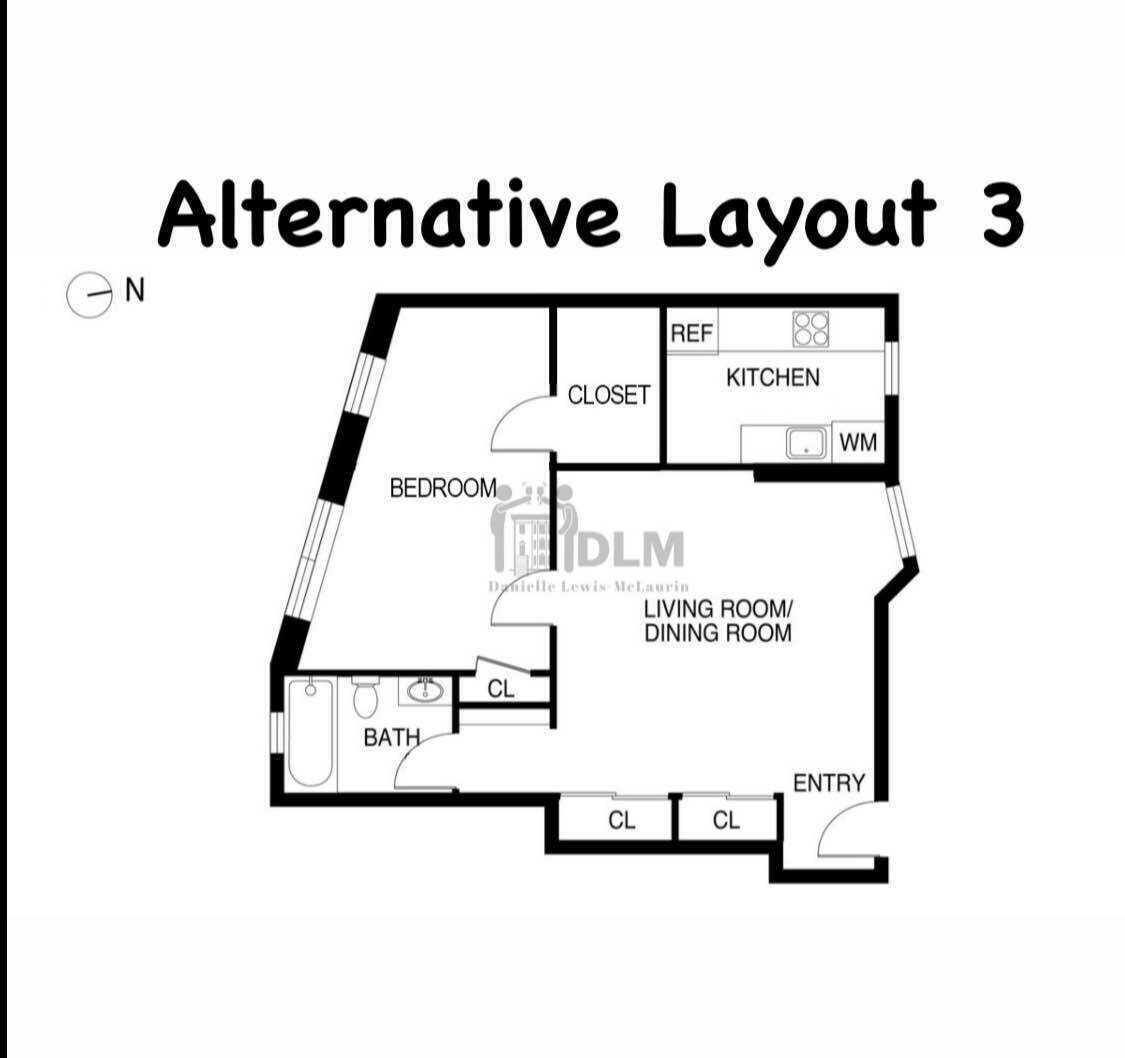 Alternative Layout 3
N
REF
KITCHEN
CLOSET
WM
BEDROOM
DLM
Danielle Lewis-McLaurin
LIVING ROOM/
DINING ROOM
CL
BATH
ENTRY
CL
CL